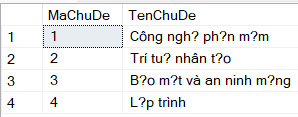 MaChuDe TenChuDe
1 1 Công ngh? ph?n m?m
2 2 Trí tu? nhân t?o
3 3 B?o m?t và an ninh m?ng
4 4 L?p trình